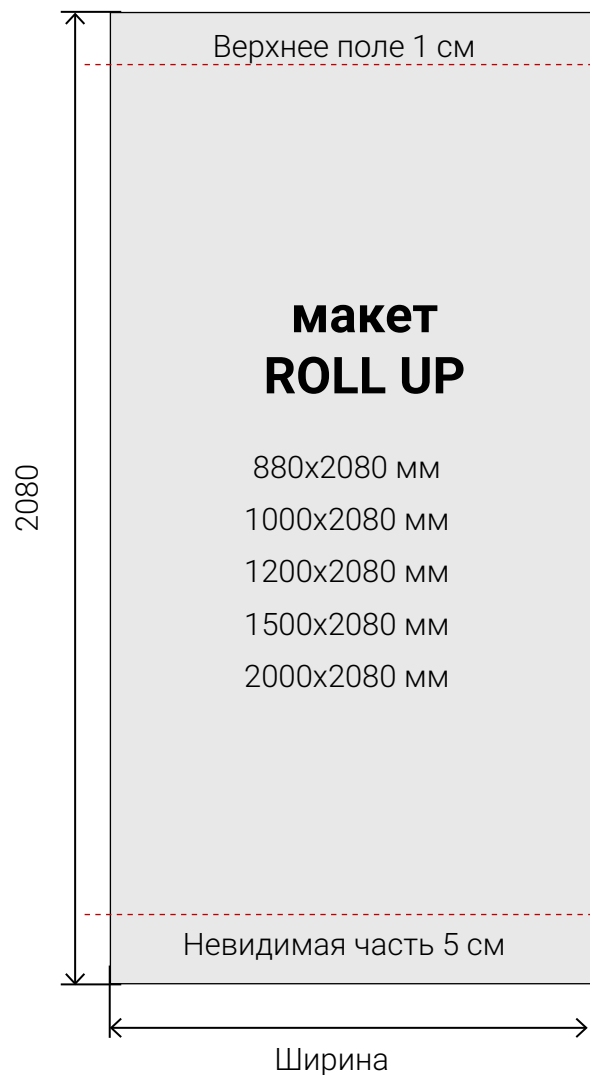 Верхнее поле 1 см
макет
ROLL UP
880x2080 мм
1000x2080 мм
1200x2080 мм
1500x2080 мм
2000x2080 мм
2080
Невидимая часть 5 см
Ширина